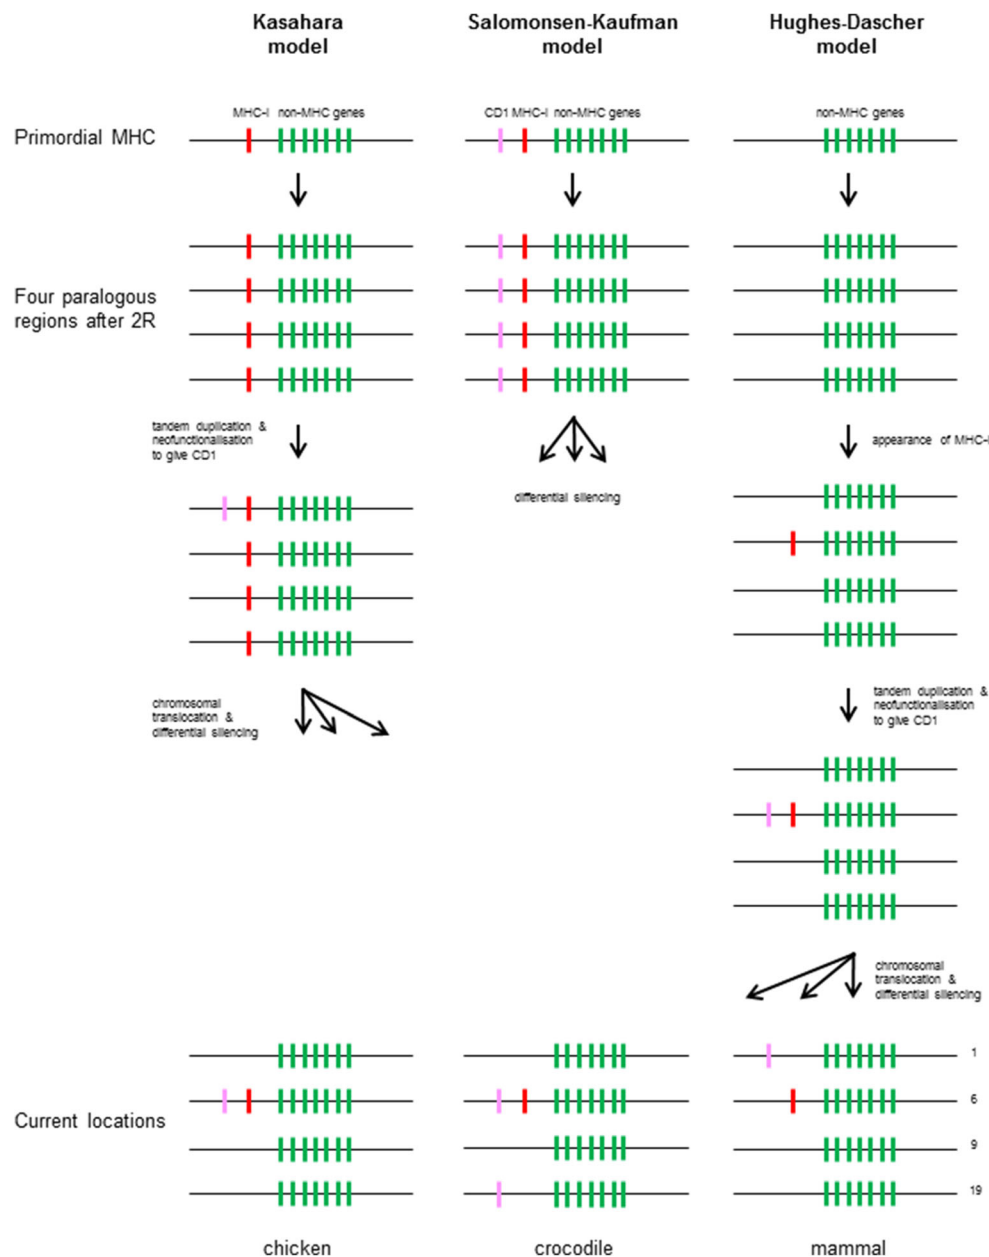 Kasahara
model
Salomonsen-Kaufman
model
Hughes-Dascher
model
MHC-I non-MHC genes
CD1 MHC-I non-MHC genes
non-MHC genes
Primordial MHC
Four paralogous
regions after 2R
tandem duplication &
neofunctionalisation
to give CD1
differential silencing
appearance of MHC-I
chromosomal
translocation &
differential silencing
tandem duplication &
neofunctionalisation
to give CD1
chromosomal
translocation &
differential silencing
Current locations
1
6
9
19
chicken
crocodile
mammal